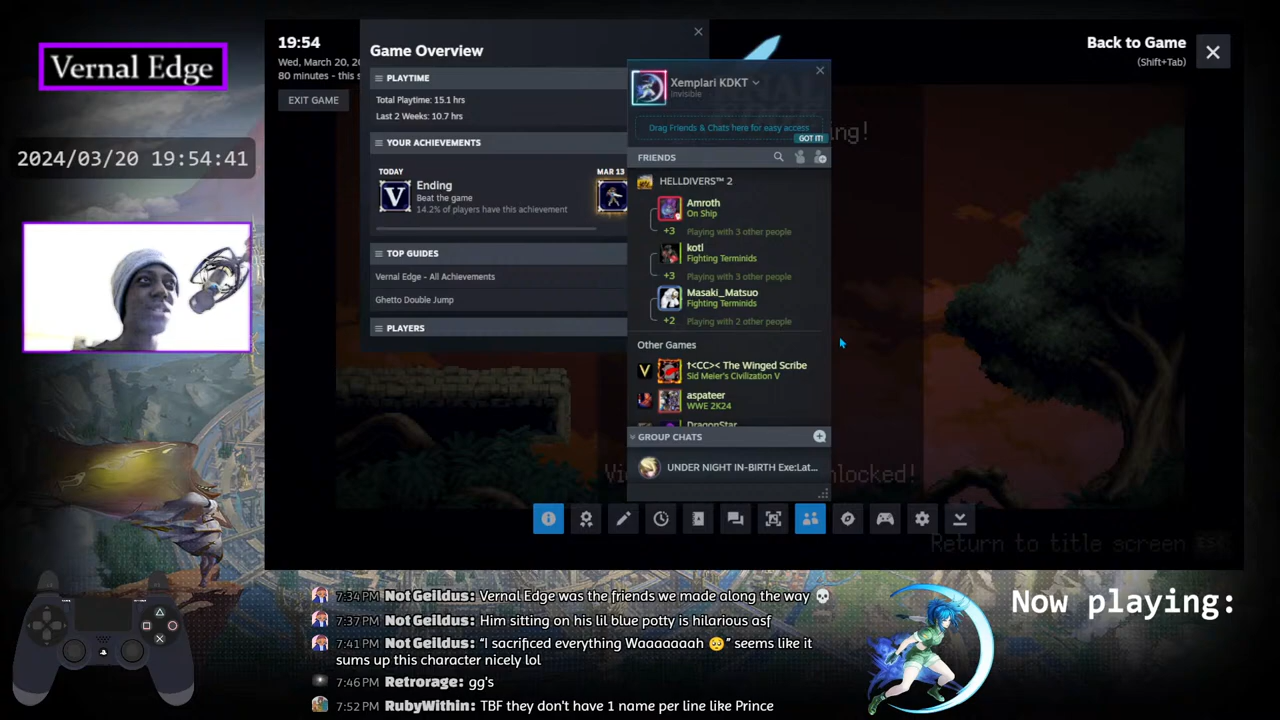 Vernal Edge
2024/03/20 19:54:41
19:54
Wed, March 20, 20
80 minutes - this s
EXIT GAME
Game Overview
PLAYTIME
Total Playtime: 15.1 hrs
Last 2 Weeks: 10.7 hrs
YOUR ACHIEVEMENTS
TODAY
Ending
Beat the game
14.2% of players have this achievement
MAR 13
TOP GUIDES
Vernal Edge - All Achievements
Ghetto Double Jump
PLAYERS
Xemplari KDKT
Invisible
Drag Friends & Chats here for easy access
GOT IT!
FRIENDS
HELLDIVERS™ 2
Amroth
On Ship
+3 Playing with 3 other people
kotl
Fighting Terminids
+3 Playing with 3 other people
Masaki_Matsuo
Fighting Terminids
+2 Playing with 2 other people
Other Games
†<CC>< The Winged Scribe
Sid Meier's Civilization V
aspateer
WWE 2K24
DragonStar
GROUP CHATS
UNDER NIGHT IN-BIRTH Exe:Lat...
Back to Game
(Shift+Tab)
Return to title screen ESC
7:34 PM Not Geildus: Vernal Edge was the friends we made along the way 💀
7:37 PM Not Geildus: Him sitting on his lil blue potty is hilarious asf
7:41 PM Not Geildus: “I sacrificed everything Waaaaaaah 🥺” seems like it
sums up this character nicely lol
7:46 PM Retrorage: gg's
7:52 PM RubyWithin: TBF they don't have 1 name per line like Prince
Now playing: